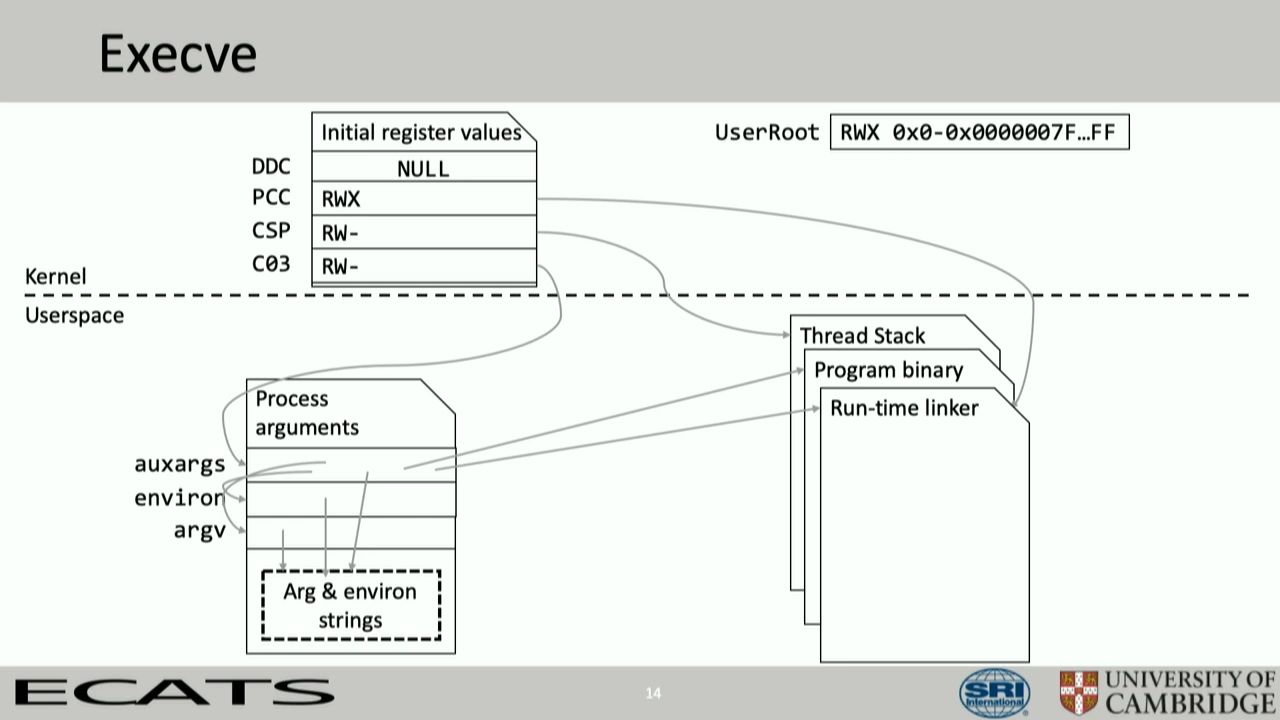 Execve
Initial register values
UserRoot RWX 0x0-0x0000007F…FF
DDC NULL
PCC RWX
CSP RW-
C03 RW-
Kernel
Userspace
Thread Stack
Program binary
Run-time linker
Process
arguments
auxargs
environ
argv
Arg & environ
strings
ECATS
14
SRI
International
UNIVERSITY OF
CAMBRIDGE